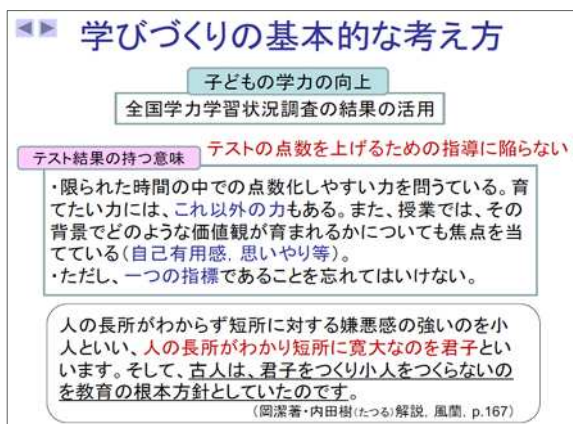 学びづくりの基本的な考え方
子どもの学力の向上
全国学力学習状況調査の結果の活用
テスト結果の持つ意味
テストの点数を上げるための指導に陥らない
・限られた時間の中での点数化しやすい力を問うている。育
てたい力には、これ以外の力もある。また、授業では、その
背景でどのような価値観が育まれるかについても焦点を当
てている(自己有用感, 思いやり等)。
・ただし、一つの指標であることを忘れてはいけない。
人の長所がわからず短所に対する嫌悪感の強いのを小
人といい、人の長所がわかり短所に寛大なのを君子とい
います。そして、古人は、君子をつくり小人をつくらないの
を教育の根本方針としていたのです。
(岡潔著・内田樹(たつる)解説, 風蘭, p.167)